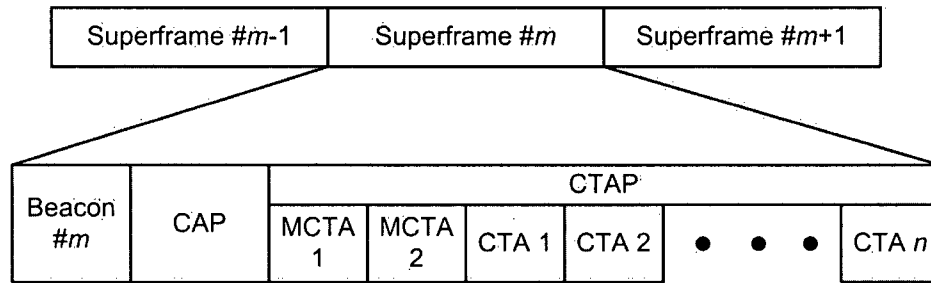 Superframe #m-1 Superframe #m Superframe #m+1
CTAP
Beacon
#m
CAP
MCTA
1
MCTA
2
CTA 1
CTA 2
• • •
CTA n